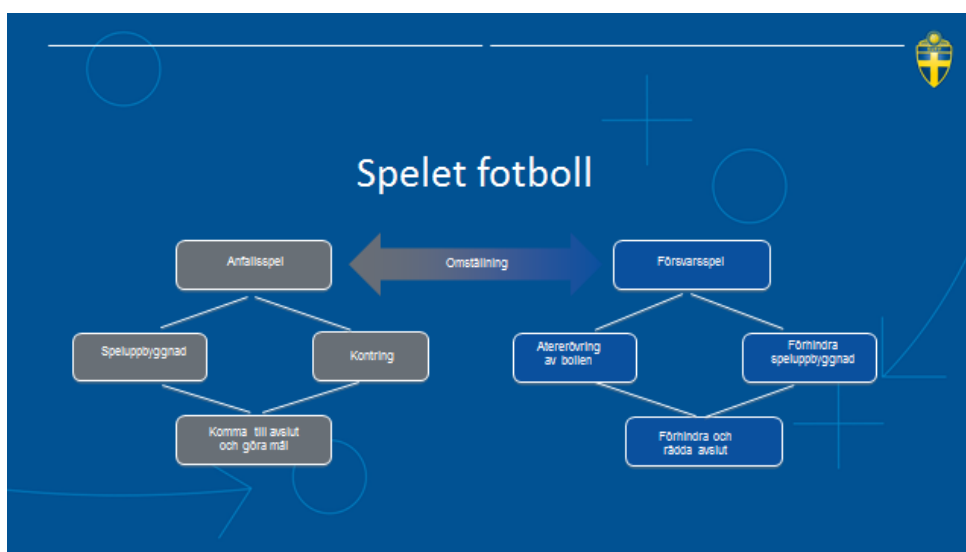 Spelet fotboll
Anfallsspel
Omställning
Försvarsspel
Speluppbyggnad
Kontring
Återerövring
av bollen
Förhindra
speluppbyggnad
Komma till avslut
och göra mål
Förhindra och
rädda avslut